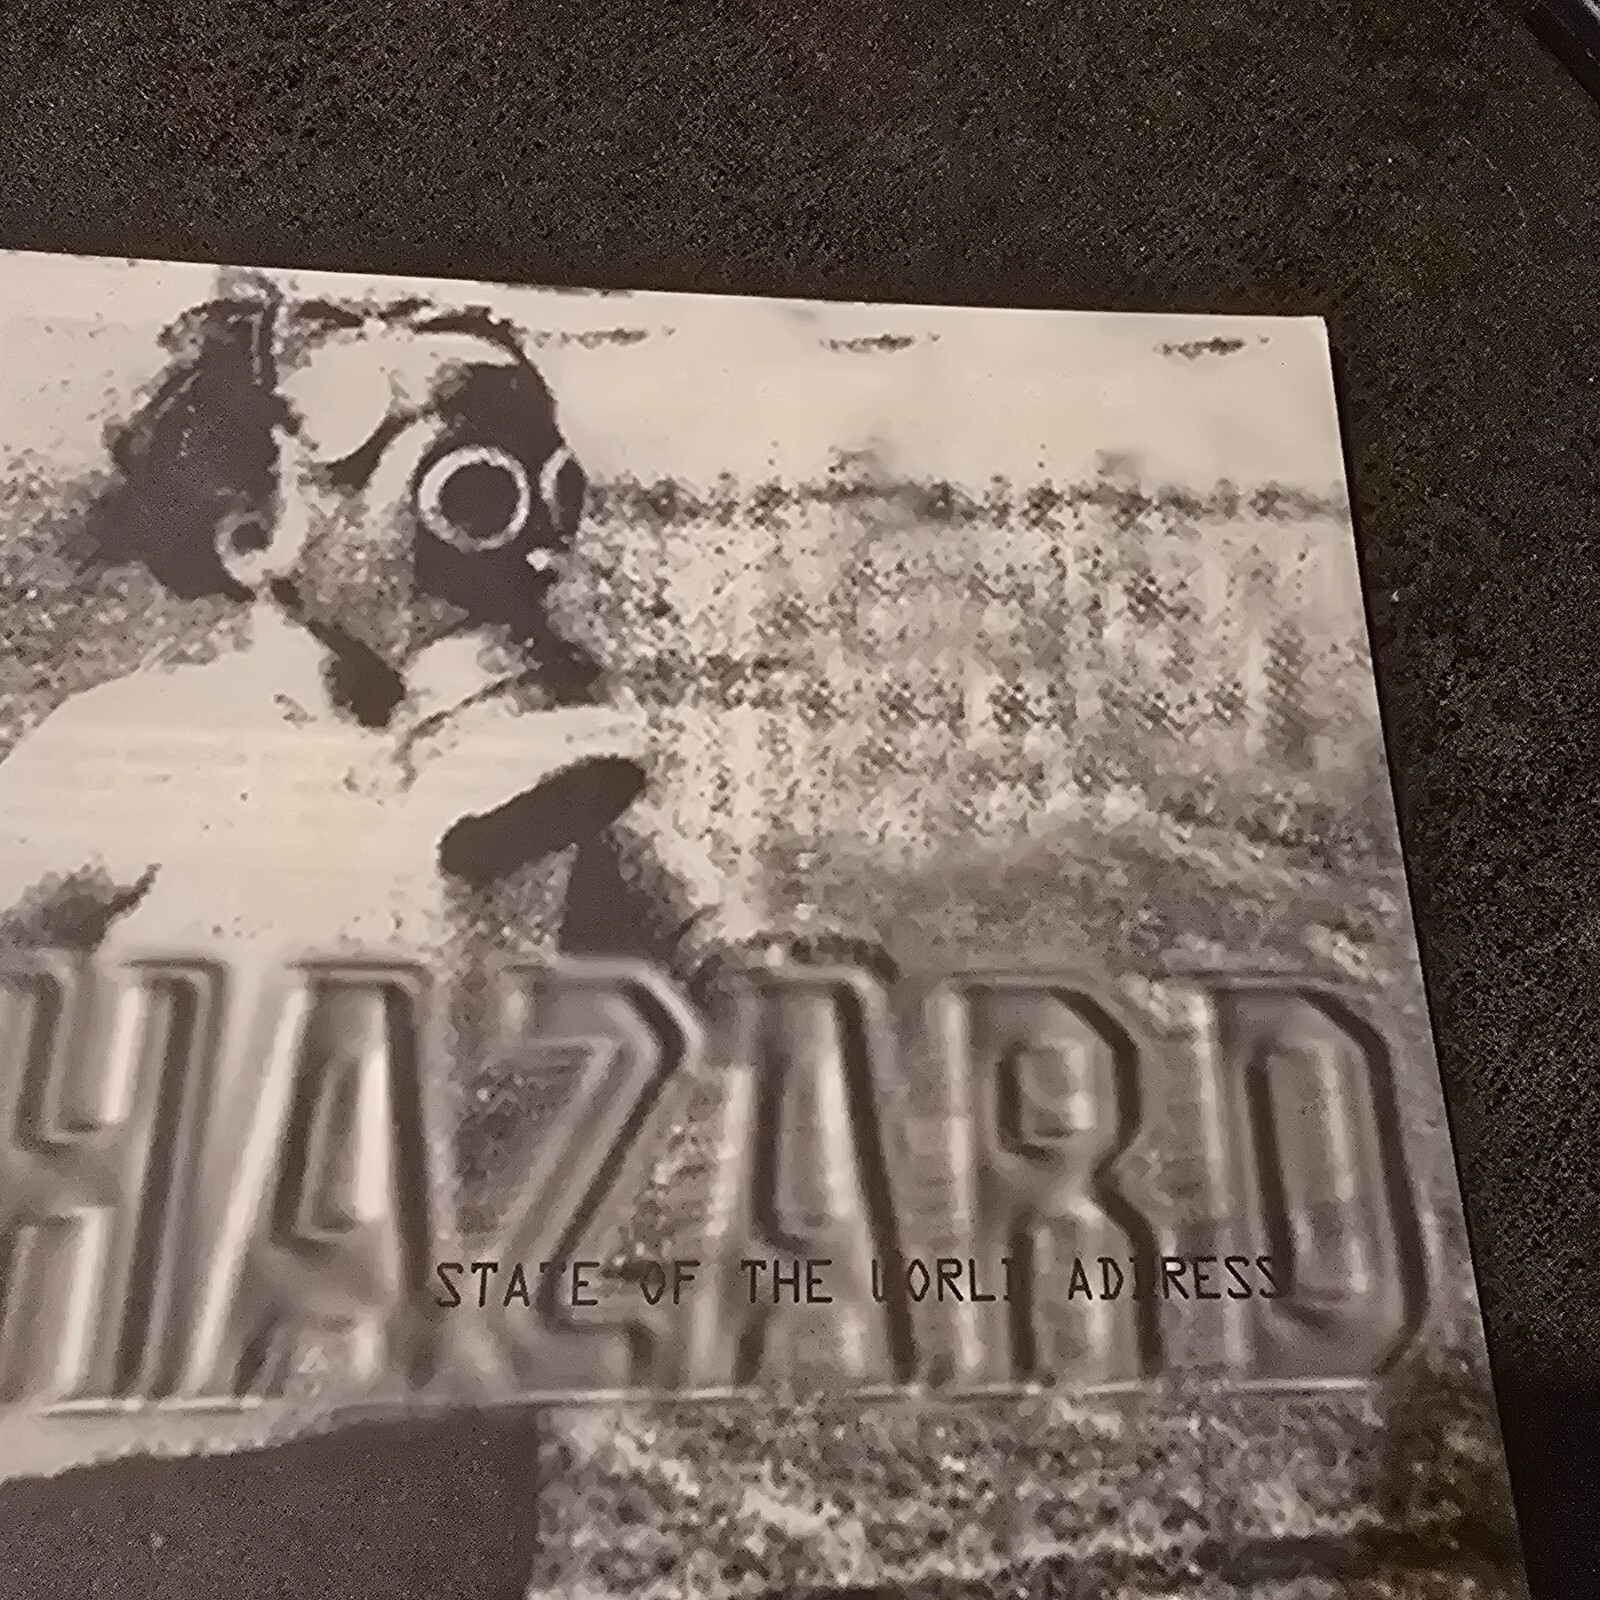 HAZARD
STATE OF THE WORLD ADDRESS